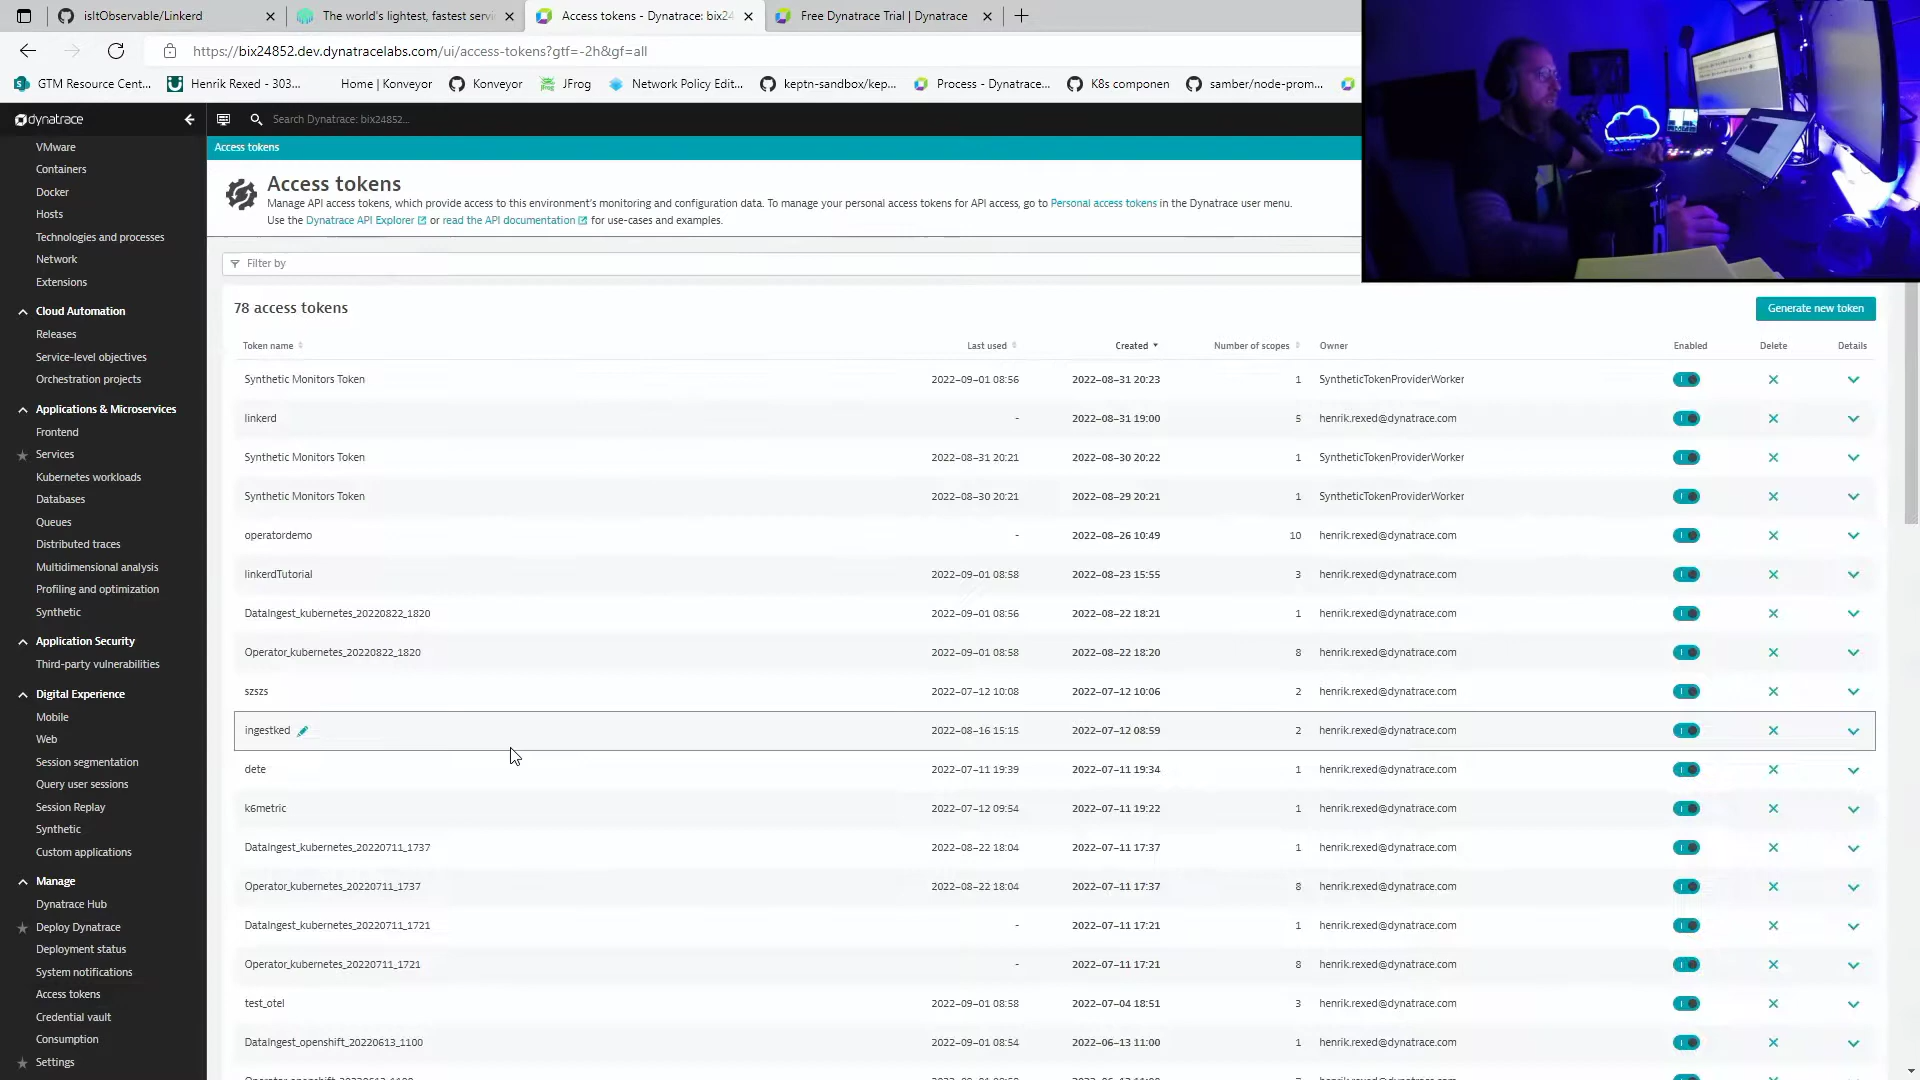 isItObservable/Linkerd
The world's lightest, fastest servi
Access tokens - Dynatrace: bix24
Free Dynatrace Trial | Dynatrace
https://bix24852.dev.dynatracelabs.com/ui/access-tokens?gtf=-2h&gf=all
GTM Resource Cent...
Henrik Rexed - 303...
Home | Konveyor
Konveyor
JFrog
Network Policy Edit...
keptn-sandbox/kep...
Process - Dynatrace...
K8s componen
samber/node-prom...
dynatrace
Search Dynatrace: bix24852...
VMware
Containers
Docker
Hosts
Technologies and processes
Network
Extensions
Cloud Automation
Releases
Service-level objectives
Orchestration projects
Applications & Microservices
Frontend
Services
Kubernetes workloads
Databases
Queues
Distributed traces
Multidimensional analysis
Profiling and optimization
Synthetic
Application Security
Third-party vulnerabilities
Digital Experience
Mobile
Web
Session segmentation
Query user sessions
Session Replay
Synthetic
Custom applications
Manage
Dynatrace Hub
Deploy Dynatrace
Deployment status
System notifications
Access tokens
Credential vault
Consumption
Settings
Access tokens
Access tokens
Manage API access tokens, which provide access to this environment's monitoring and configuration data. To manage your personal access tokens for API access, go to Personal access tokens in the Dynatrace user menu.
Use the Dynatrace API Explorer or read the API documentation for use-cases and examples.
Filter by
78 access tokens
Generate new token
Token name Last used Created Number of scopes Owner Enabled Delete Details
Synthetic Monitors Token 2022-09-01 08:56 2022-08-31 20:23 1 SyntheticTokenProviderWorker
linkerd - 2022-08-31 19:00 5 henrik.rexed@dynatrace.com
Synthetic Monitors Token 2022-08-31 20:21 2022-08-30 20:22 1 SyntheticTokenProviderWorker
Synthetic Monitors Token 2022-08-30 20:21 2022-08-29 20:21 1 SyntheticTokenProviderWorker
operatordemo - 2022-08-26 10:49 10 henrik.rexed@dynatrace.com
linkerdTutorial 2022-09-01 08:58 2022-08-23 15:55 3 henrik.rexed@dynatrace.com
DataIngest_kubernetes_20220822_1820 2022-09-01 08:56 2022-08-22 18:21 1 henrik.rexed@dynatrace.com
Operator_kubernetes_20220822_1820 2022-09-01 08:58 2022-08-22 18:20 8 henrik.rexed@dynatrace.com
szszs 2022-07-12 10:08 2022-07-12 10:06 2 henrik.rexed@dynatrace.com
ingestked 2022-08-16 15:15 2022-07-12 08:59 2 henrik.rexed@dynatrace.com
dete 2022-07-11 19:39 2022-07-11 19:34 1 henrik.rexed@dynatrace.com
k6metric 2022-07-12 09:54 2022-07-11 19:22 1 henrik.rexed@dynatrace.com
DataIngest_kubernetes_20220711_1737 2022-08-22 18:04 2022-07-11 17:37 1 henrik.rexed@dynatrace.com
Operator_kubernetes_20220711_1737 2022-08-22 18:04 2022-07-11 17:37 8 henrik.rexed@dynatrace.com
DataIngest_kubernetes_20220711_1721 - 2022-07-11 17:21 1 henrik.rexed@dynatrace.com
Operator_kubernetes_20220711_1721 - 2022-07-11 17:21 8 henrik.rexed@dynatrace.com
test_otel 2022-09-01 08:58 2022-07-04 18:51 3 henrik.rexed@dynatrace.com
DataIngest_openshift_20220613_1100 2022-09-01 08:54 2022-06-13 11:00 1 henrik.rexed@dynatrace.com